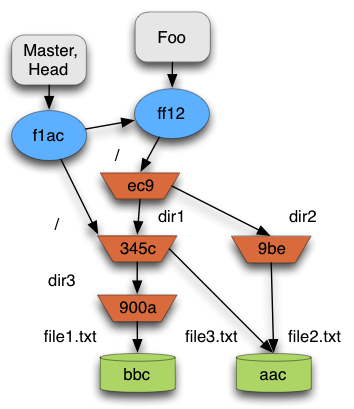 Foo
Master,
Head
ff12
f1ac
/
ec9
dir1
dir2
/
345c
9be
dir3
900a
file1.txt
file3.txt
file2.txt
bbc
aac